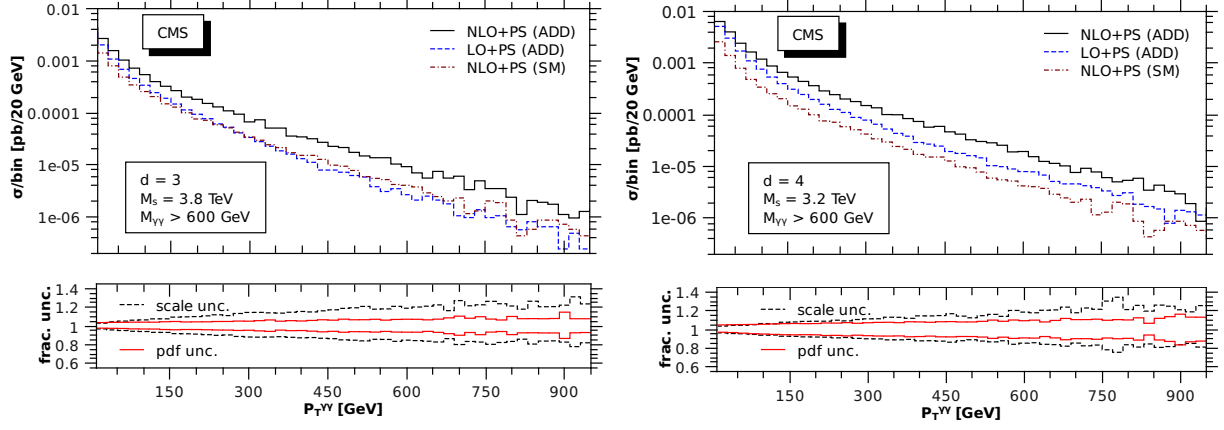 0.01
0.001
0.0001
1e-05
1e-06
σ/bin [pb/20 GeV]
CMS
NLO+PS (ADD)
LO+PS (ADD)
NLO+PS (SM)
d = 3
Mₛ = 3.8 TeV
Mγγ > 600 GeV
1.4
1.2
1
0.8
0.6
frac. unc.
scale unc.
pdf unc.
150 300 450 600 750 900
P_T^γγ [GeV]
0.01
0.001
0.0001
1e-05
1e-06
σ/bin [pb/20 GeV]
CMS
NLO+PS (ADD)
LO+PS (ADD)
NLO+PS (SM)
d = 4
Mₛ = 3.2 TeV
Mγγ > 600 GeV
1.4
1.2
1
0.8
0.6
frac. unc.
scale unc.
pdf unc.
150 300 450 600 750 900
P_T^γγ [GeV]